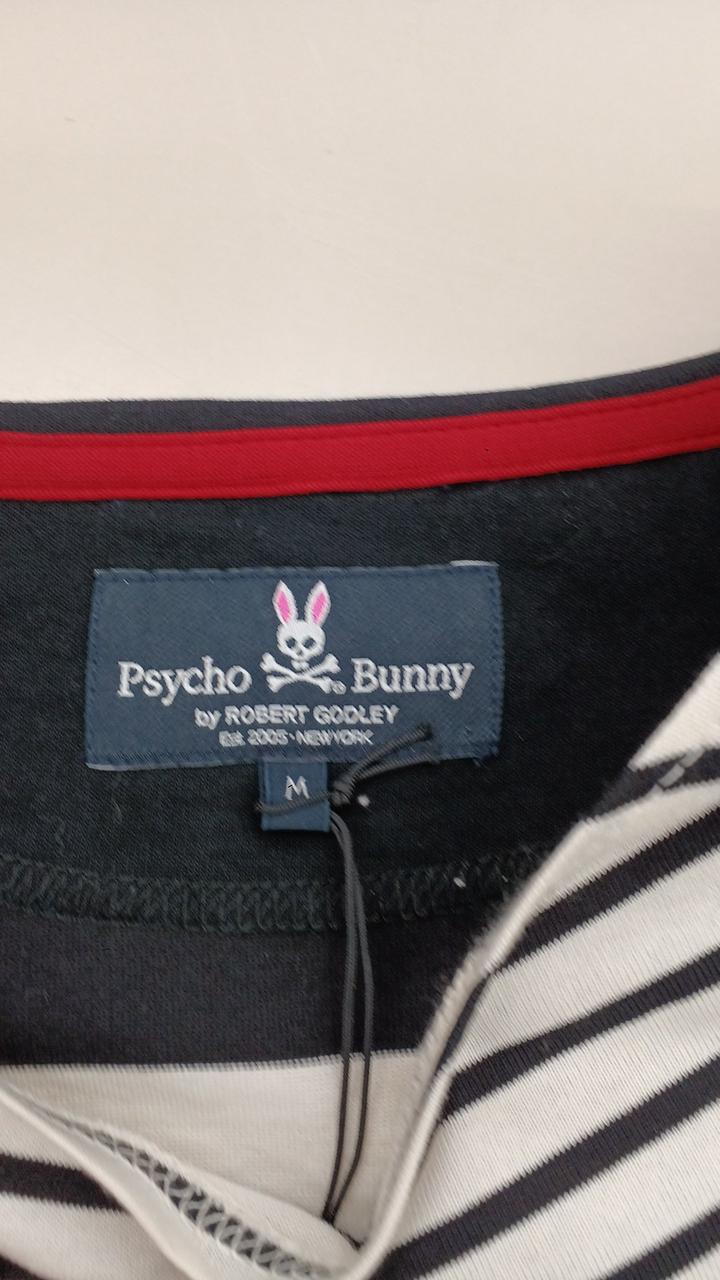 Psycho Bunny
by ROBERT GODLEY
Est. 2005 · NEW YORK
M